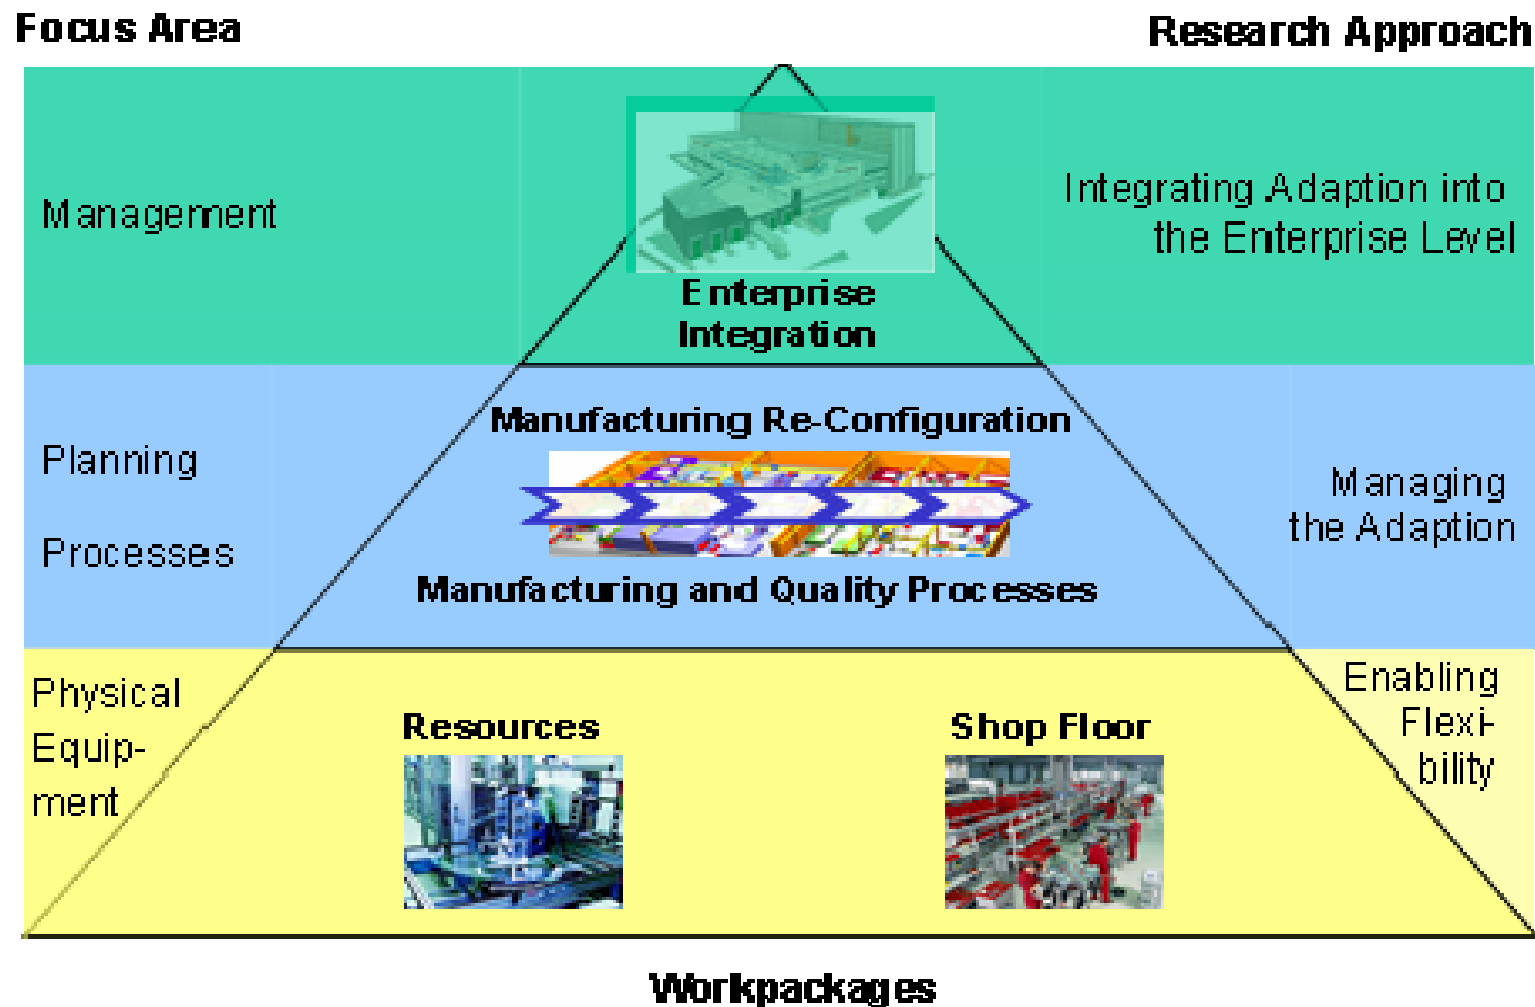 Focus Area
Research Approach
Management
Integrating Adaption into
the Enterprise Level
Enterprise
Integration
Manufacturing Re-Configuration
Planning
Processes
Managing
the Adaption
Manufacturing and Quality Processes
Physical
Equip-
ment
Resources
Shop Floor
Enabling
Flexi-
bility
Workpackages